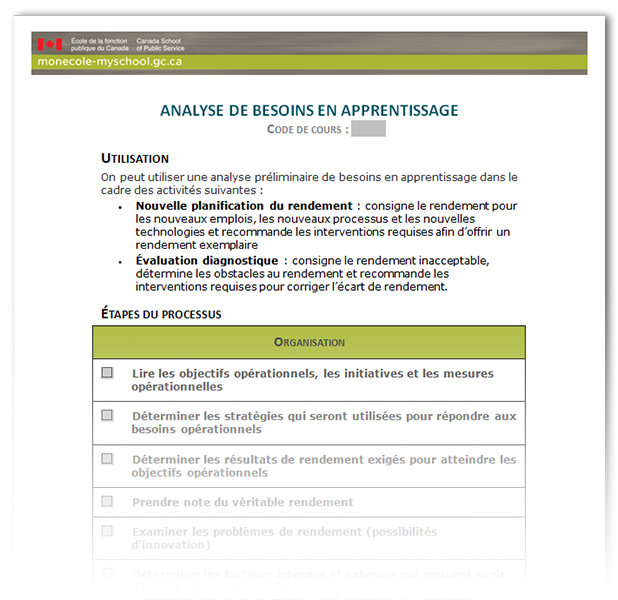 École de la fonction publique du Canada
Canada School of Public Service
monecole-myschool.gc.ca
ANALYSE DE BESOINS EN APPRENTISSAGE
CODE DE COURS :
UTILISATION
On peut utiliser une analyse préliminaire de besoins en apprentissage dans le
cadre des activités suivantes :
• Nouvelle planification du rendement : consigne le rendement pour
les nouveaux emplois, les nouveaux processus et les nouvelles
technologies et recommande les interventions requises afin d'offrir un
rendement exemplaire
• Évaluation diagnostique : consigne le rendement inacceptable,
détermine les obstacles au rendement et recommande les
interventions requises pour corriger l'écart de rendement.
ÉTAPES DU PROCESSUS
ORGANISATION
Lire les objectifs opérationnels, les initiatives et les mesures
opérationnelles
Déterminer les stratégies qui seront utilisées pour répondre aux
besoins opérationnels
Déterminer les résultats de rendement exigés pour atteindre les
objectifs opérationnels
Prendre note du véritable rendement
Examiner les problèmes de rendement (possibilités
d'innovation)
Déterminer les facteurs internes et externes qui peuvent avoir